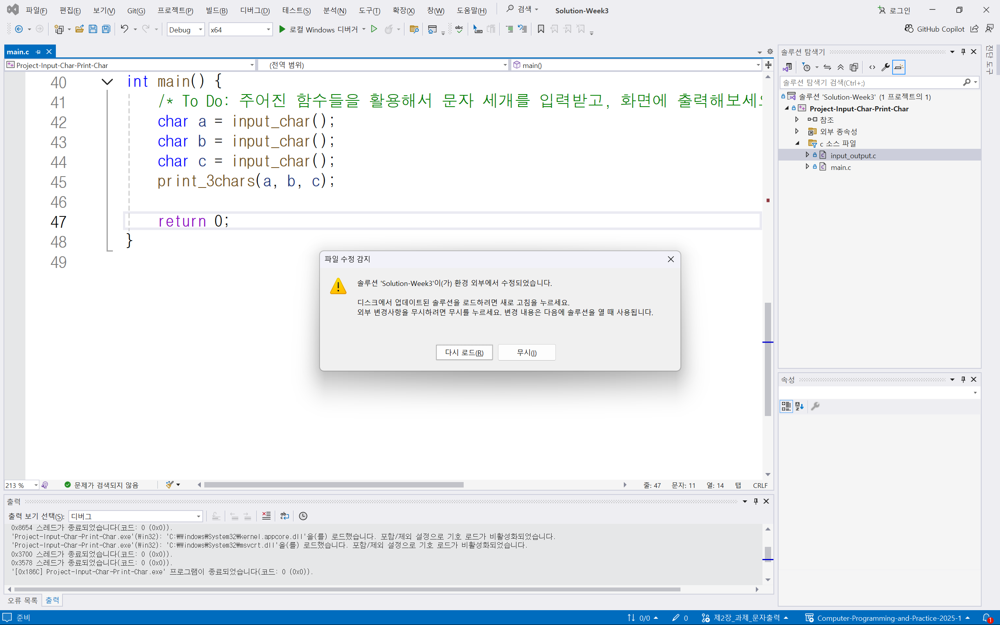 파일(F) 편집(E) 보기(V) Git(G) 프로젝트(P) 빌드(B) 디버그(D) 테스트(S) 분석(N) 도구(T) 확장(X) 창(W) 도움말(H) 검색 Solution-Week3 로그인
Debug x64 로컬 Windows 디버거 GitHub Copilot
main.c
Project-Input-Char-Print-Char (전역 범위) main()
40 int main() {
41 /* To Do: 주어진 함수들을 활용해서 문자 세개를 입력받고, 화면에 출력해보세
42 char a = input_char();
43 char b = input_char();
44 char c = input_char();
45 print_3chars(a, b, c);
46
47 return 0;
48 }
49
파일 수정 감지
솔루션 'Solution-Week3'이(가) 환경 외부에서 수정되었습니다.
디스크에서 업데이트된 솔루션을 로드하려면 새로 고침을 누르세요.
외부 변경사항을 무시하려면 무시를 누르세요. 변경 내용은 다음에 솔루션을 열 때 사용됩니다.
다시 로드(R) 무시(I)
솔루션 탐색기
솔루션 탐색기 검색(Ctrl+;)
솔루션 'Solution-Week3' (1 프로젝트의 1)
Project-Input-Char-Print-Char
참조
외부 종속성
c 소스 파일
input_output.c
main.c
진단 도구
속성
213 % 문제가 검색되지 않음 줄: 47 문자: 11 열: 14 탭 CRLF
출력
출력 보기 선택(S): 디버그
0x8654 스레드가 종료되었습니다(코드: 0 (0x0)).
'Project-Input-Char-Print-Char.exe'(Win32): 'C:₩Windows₩System32₩kernel.appcore.dll'을(를) 로드했습니다. 포함/제외 설정으로 기호 로드가 비활성화되었습니다.
'Project-Input-Char-Print-Char.exe'(Win32): 'C:₩Windows₩System32₩msvcrt.dll'을(를) 로드했습니다. 포함/제외 설정으로 기호 로드가 비활성화되었습니다.
0x3700 스레드가 종료되었습니다(코드: 0 (0x0)).
0x3578 스레드가 종료되었습니다(코드: 0 (0x0)).
'[0x186C] Project-Input-Char-Print-Char.exe' 프로그램이 종료되었습니다(코드: 0 (0x0)).
오류 목록 출력
준비 0/0 0 제2장_과제_문자출력 Computer-Programming-and-Practice-2025-1 1